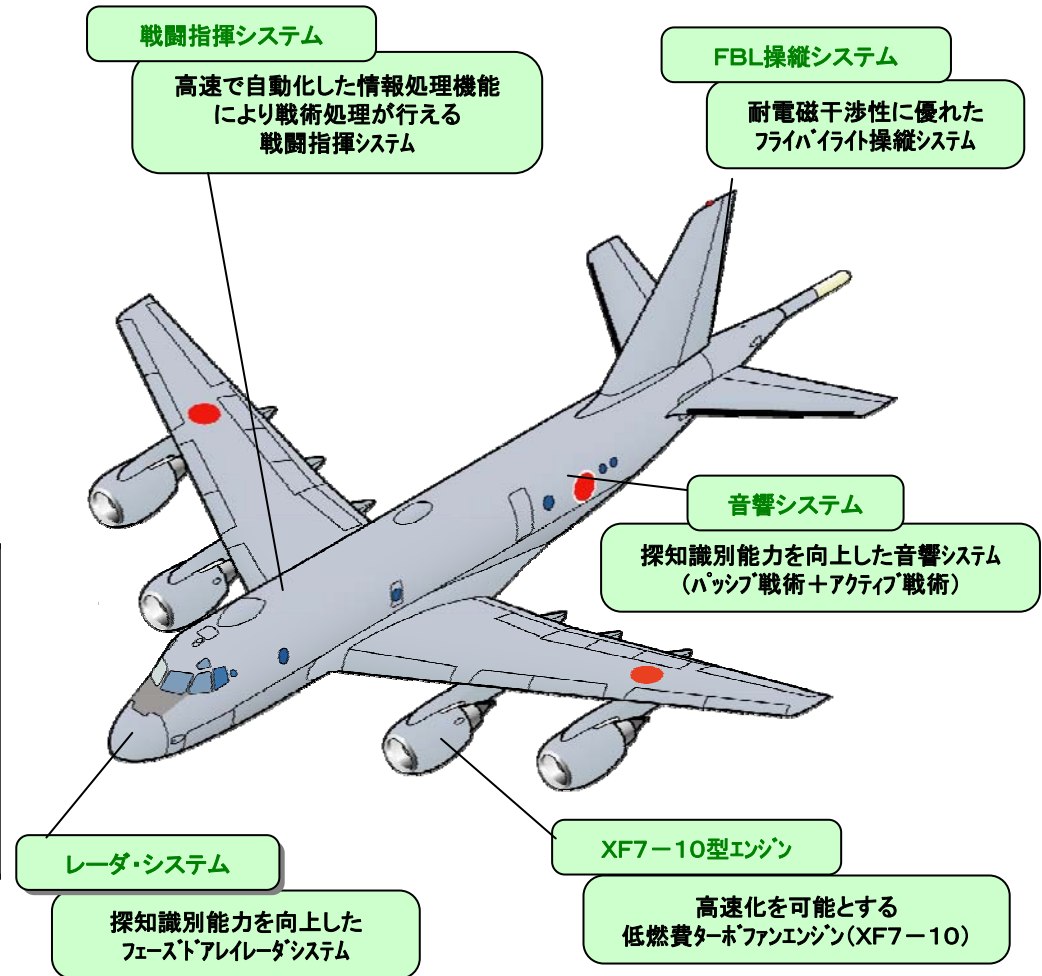 戦闘指揮システム
高速で自動化した情報処理機能
により戦術処理が行える
戦闘指揮ｼｽﾃﾑ
FBL操縦システム
耐電磁干渉性に優れた
ﾌﾗｲﾊﾞｲﾗｲﾄ操縦ｼｽﾃﾑ
音響システム
探知識別能力を向上した音響ｼｽﾃﾑ
(ﾊﾟｯｼﾌﾞ戦術+ｱｸﾃｨﾌﾞ戦術)
レーダ・システム
探知識別能力を向上した
ﾌｪｰｽﾞﾄﾞｱﾚｲﾚｰﾀﾞｼｽﾃﾑ
XF7-10型ｴﾝｼﾞﾝ
高速化を可能とする
低燃費ﾀｰﾎﾞﾌｧﾝｴﾝｼﾞﾝ(XF7-10)